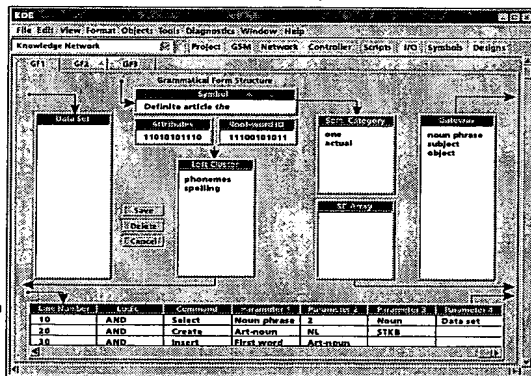 KDE
File Edit View Format Objects Tools Diagnostics Window Help
Knowledge Network Project GSM Network Controller Scripts I/O Symbols Designs
GF1 GF2 GF3
Grammatical Form Structure
Symbol
Definite article the
Data Set
Attributes Root-word ID
11010101110 11100101011
Sem. Category
one
actual
Gateway
noun phrase
subject
object
Left Cluster
phonemes
spelling
SF Array
Save
Delete
Cancel
Line Number Logic Command Parameter 1 Parameter 2 Parameter 3 Parameter 4
10 AND Select Noun phrase 2 Noun Data set
20 AND Create Art-noun NL STKB
30 AND Insert First word Art-noun